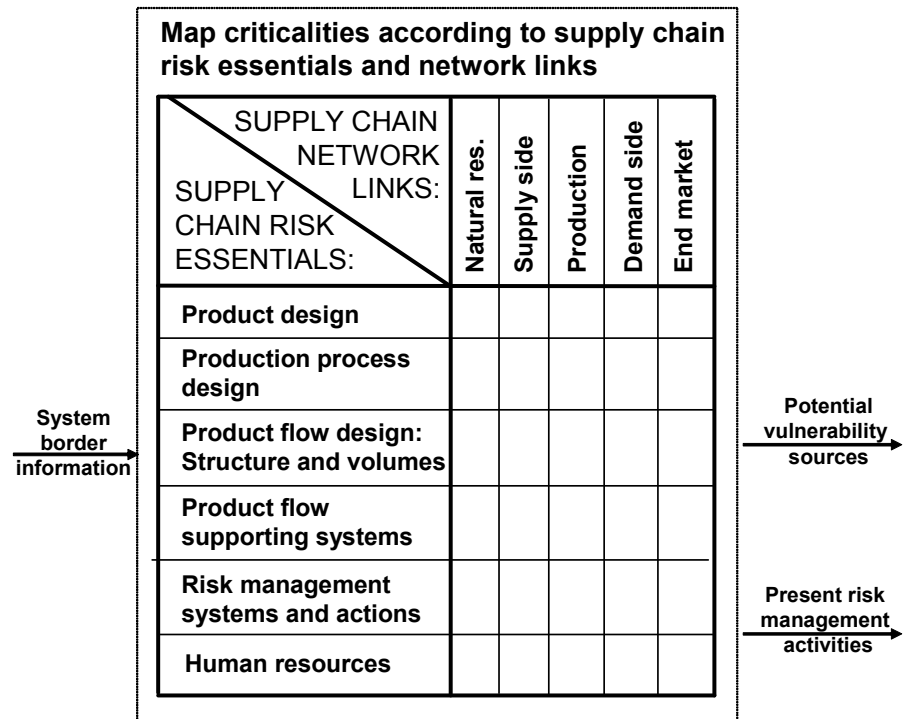 Map criticalities according to supply chain
risk essentials and network links
SUPPLY CHAIN
NETWORK
LINKS:
SUPPLY
CHAIN RISK
ESSENTIALS:
Natural res.
Supply side
Production
Demand side
End market
Product design
Production process
design
Product flow design:
Structure and volumes
Product flow
supporting systems
Risk management
systems and actions
Human resources
System
border
information
Potential
vulnerability
sources
Present risk
management
activities